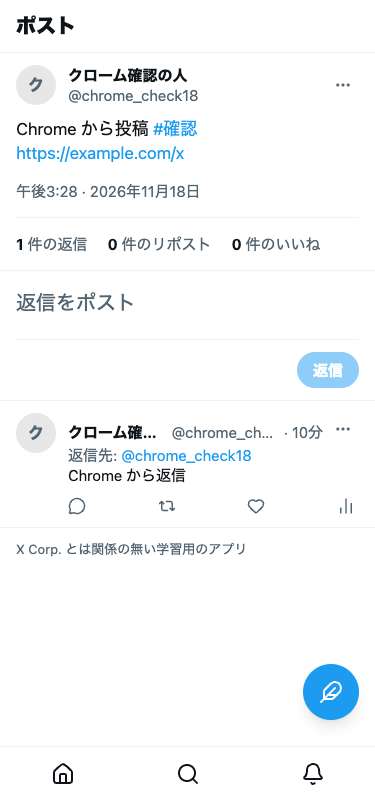 ポスト
ク
クローム確認の人
@chrome_check18
Chrome から投稿 #確認
https://example.com/x
午後3:28 · 2026年11月18日
1 件の返信 0 件のリポスト 0 件のいいね
返信をポスト
返信
ク
クローム確... @chrome_ch... · 10分
返信先: @chrome_check18
Chrome から返信
X Corp. とは関係の無い学習用のアプリ